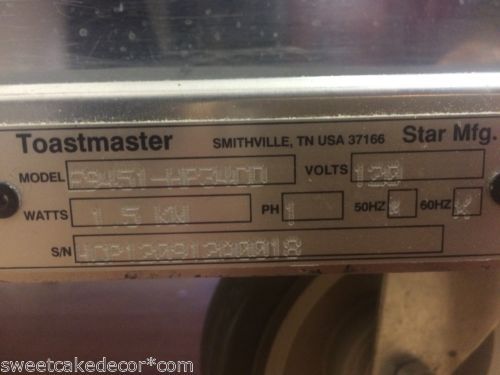 Toastmaster SMITHVILLE, TN USA 37166 Star Mfg.
MODEL VOLTS 120
WATTS 1.5 KW PH 1 50HZ 60HZ X
S/N
sweetcakedecor*com